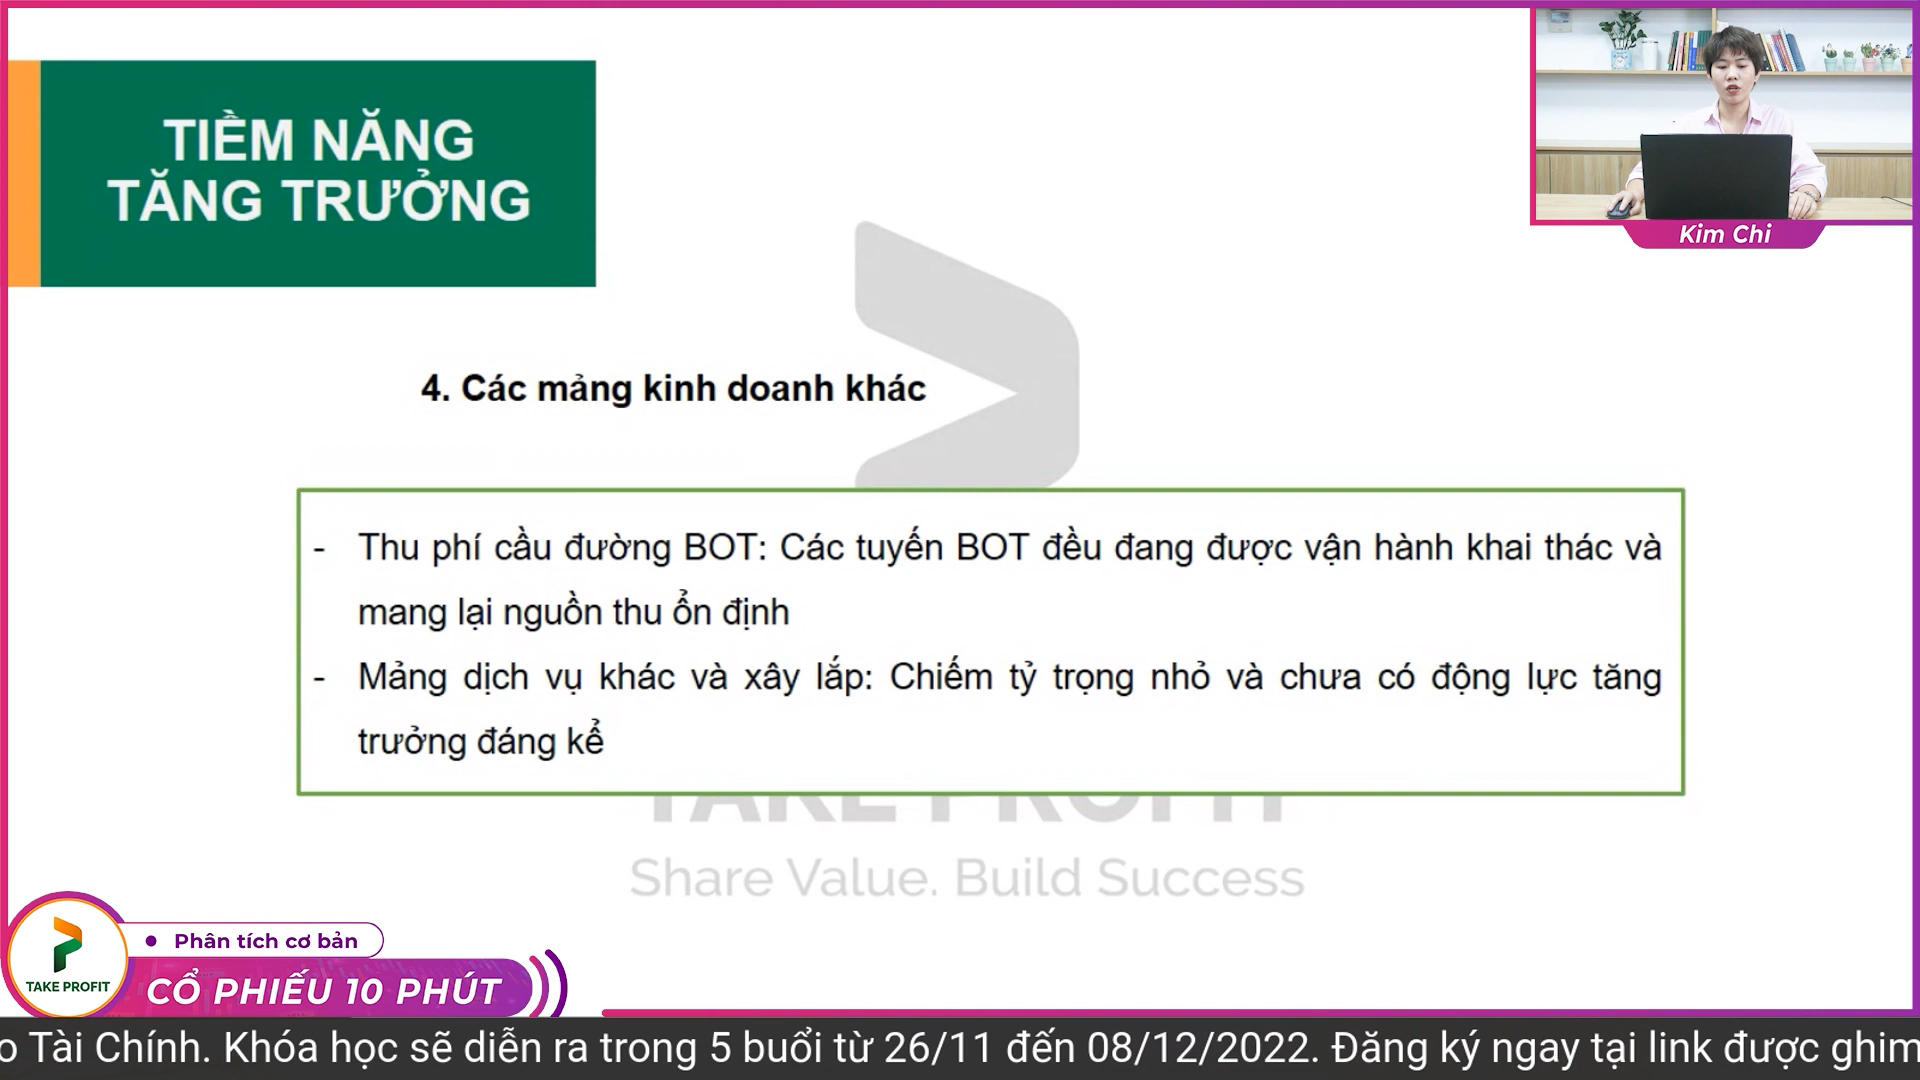 TIỀM NĂNG
TĂNG TRƯỞNG
Kim Chi
4. Các mảng kinh doanh khác
- Thu phí cầu đường BOT: Các tuyến BOT đều đang được vận hành khai thác và
mang lại nguồn thu ổn định
- Mảng dịch vụ khác và xây lắp: Chiếm tỷ trọng nhỏ và chưa có động lực tăng
trưởng đáng kể
TAKE PROFIT
Share Value. Build Success
• Phân tích cơ bản
TAKE PROFIT
CỔ PHIẾU 10 PHÚT
o Tài Chính. Khóa học sẽ diễn ra trong 5 buổi từ 26/11 đến 08/12/2022. Đăng ký ngay tại link được ghim